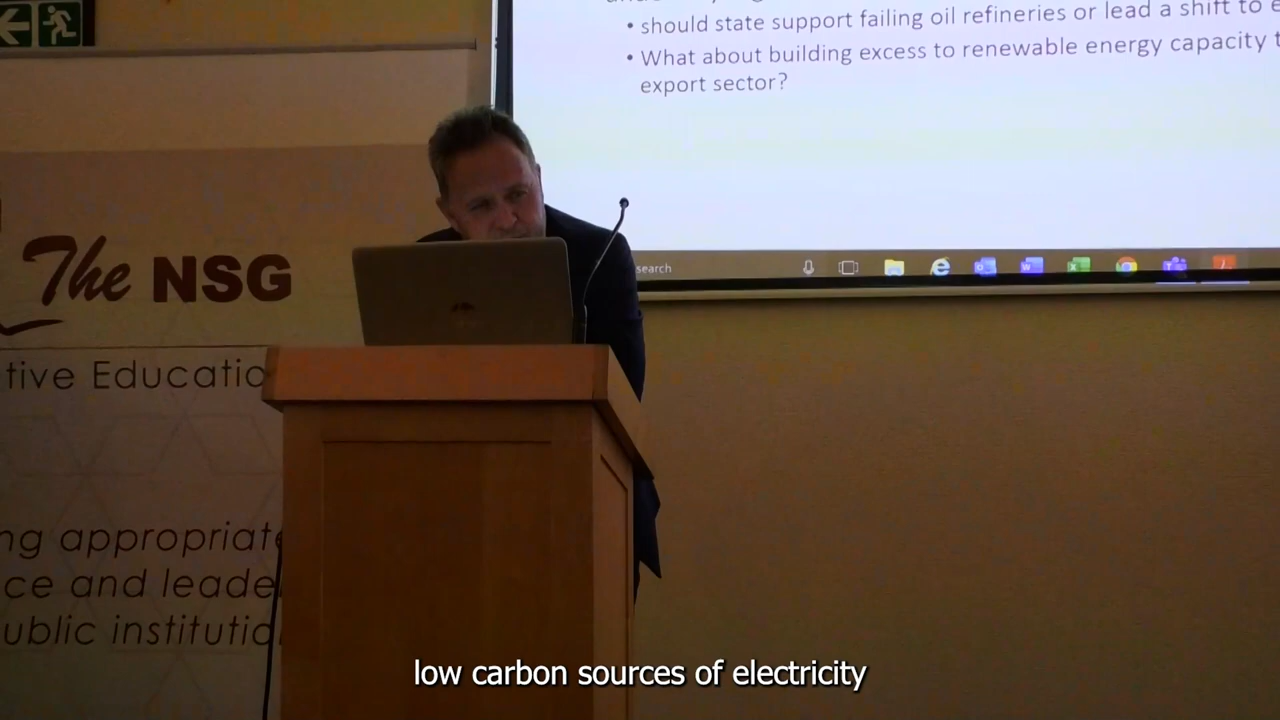 • should state support failing oil refineries or lead a shift to
• What about building excess to renewable energy capacity
export sector?
search
The NSG
tive Educatio
ng appropriate
ce and leade
ublic institutio
low carbon sources of electricity